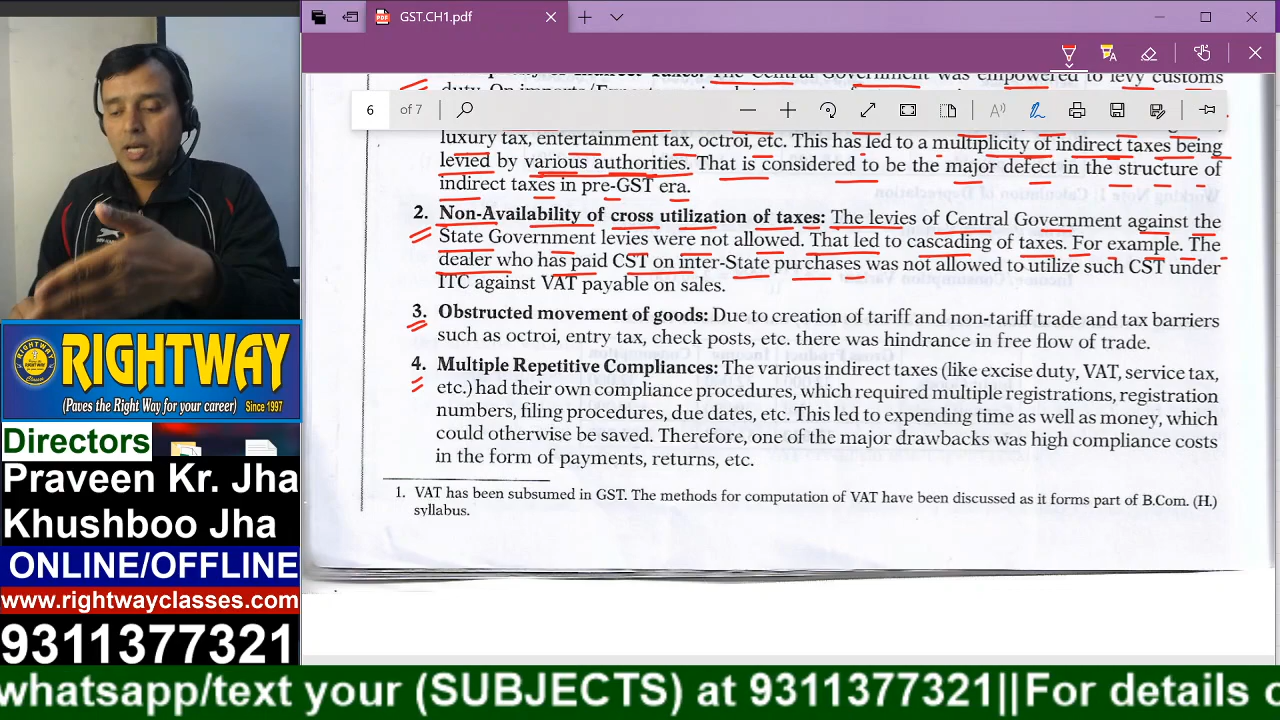 GST.CH1.pdf
6 of 7
The Central Government was empowered to levy customs
luxury tax, entertainment tax, octroi, etc. This has led to a multiplicity of indirect taxes being
levied by various authorities. That is considered to be the major defect in the structure of
indirect taxes in pre-GST era.
2. Non-Availability of cross utilization of taxes: The levies of Central Government against the
State Government levies were not allowed. That led to cascading of taxes. For example. The
dealer who has paid CST on inter-State purchases was not allowed to utilize such CST under
ITC against VAT payable on sales.
3. Obstructed movement of goods: Due to creation of tariff and non-tariff trade and tax barriers
such as octroi, entry tax, check posts, etc. there was hindrance in free flow of trade.
4. Multiple Repetitive Compliances: The various indirect taxes (like excise duty, VAT, service tax,
etc.) had their own compliance procedures, which required multiple registrations, registration
numbers, filing procedures, due dates, etc. This led to expending time as well as money, which
could otherwise be saved. Therefore, one of the major drawbacks was high compliance costs
in the form of payments, returns, etc.
1. VAT has been subsumed in GST. The methods for computation of VAT have been discussed as it forms part of B.Com. (H.)
syllabus.
RIGHTWAY
(Paves the Right Way for your career) Since 1997
Directors
Praveen Kr. Jha
Khushboo Jha
ONLINE/OFFLINE
www.rightwayclasses.com
9311377321
whatsapp/text your (SUBJECTS) at 9311377321||For details